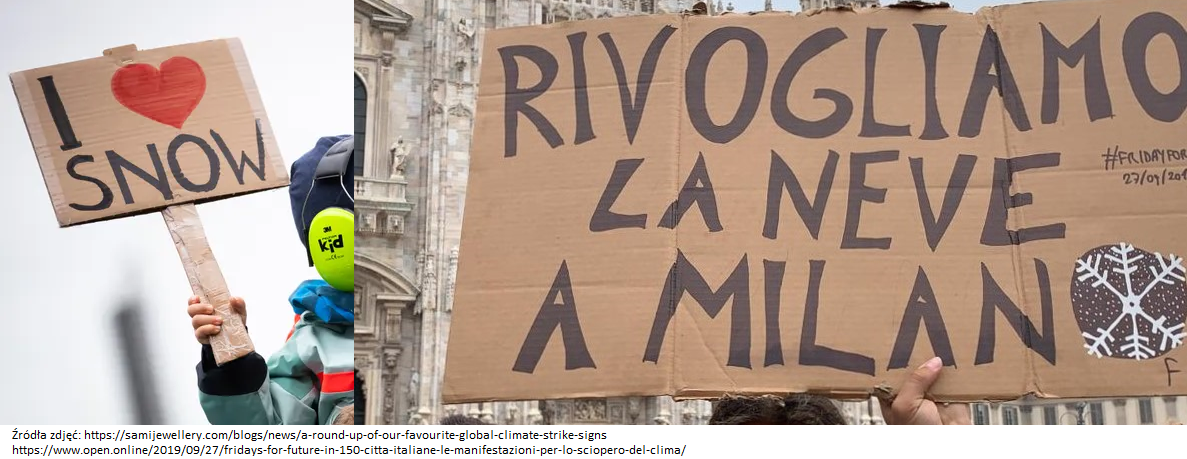 I
SNOW
3M
kid
RIVOGLIAMO
LA NEVE
A MILAN
#FRIDAYFOR
27/09/201
F
Źródła zdjęć: https://samijewellery.com/blogs/news/a-round-up-of-our-favourite-global-climate-strike-signs
https://www.open.online/2019/09/27/fridays-for-future-in-150-citta-italiane-le-manifestazioni-per-lo-sciopero-del-clima/